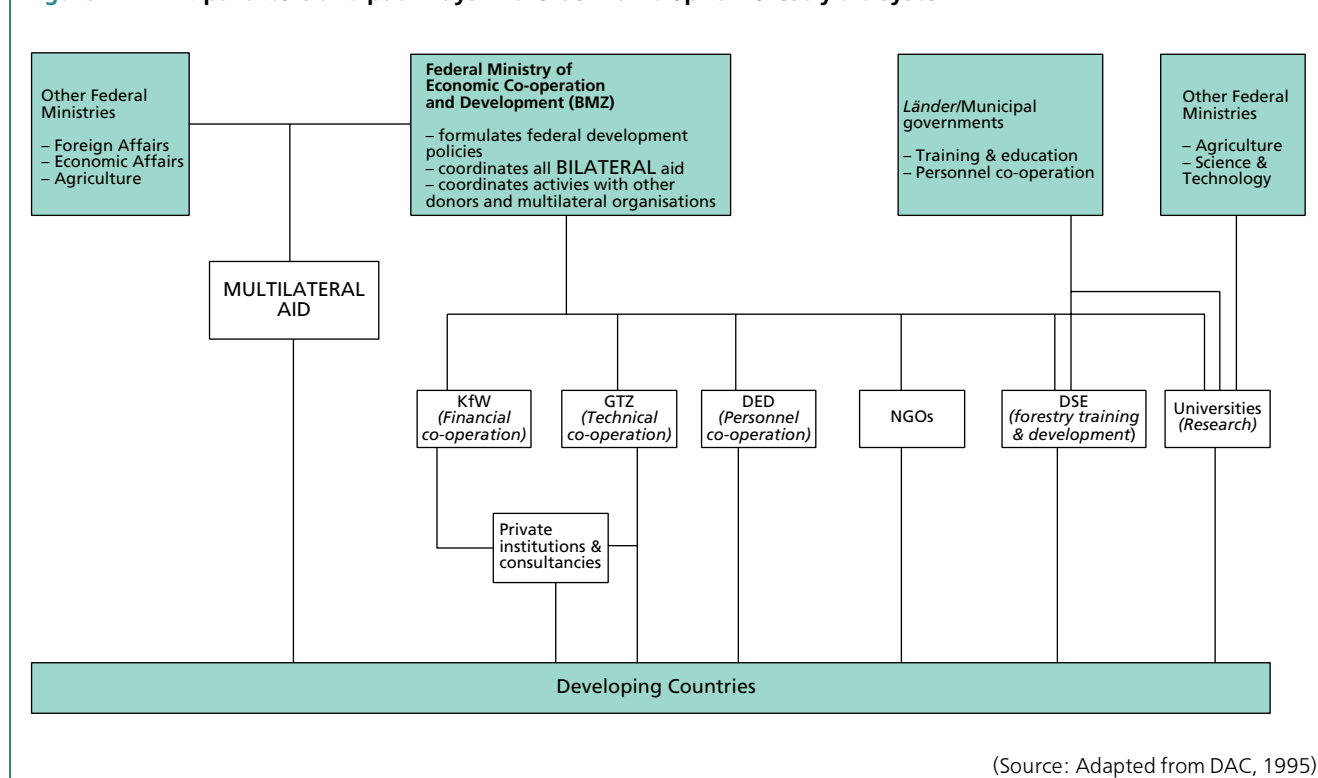 Other Federal
Ministries
– Foreign Affairs
– Economic Affairs
– Agriculture
Federal Ministry of
Economic Co-operation
and Development (BMZ)
– formulates federal development
policies
– coordinates all BILATERAL aid
– coordinates activies with other
donors and multilateral organisations
Länder/Municipal
governments
– Training & education
– Personnel co-operation
Other Federal
Ministries
– Agriculture
– Science &
Technology
MULTILATERAL
AID
KfW
(Financial
co-operation)
GTZ
(Technical
co-operation)
DED
(Personnel
co-operation)
NGOs
DSE
(forestry training
& development)
Universities
(Research)
Private
institutions &
consultancies
Developing Countries
(Source: Adapted from DAC, 1995)